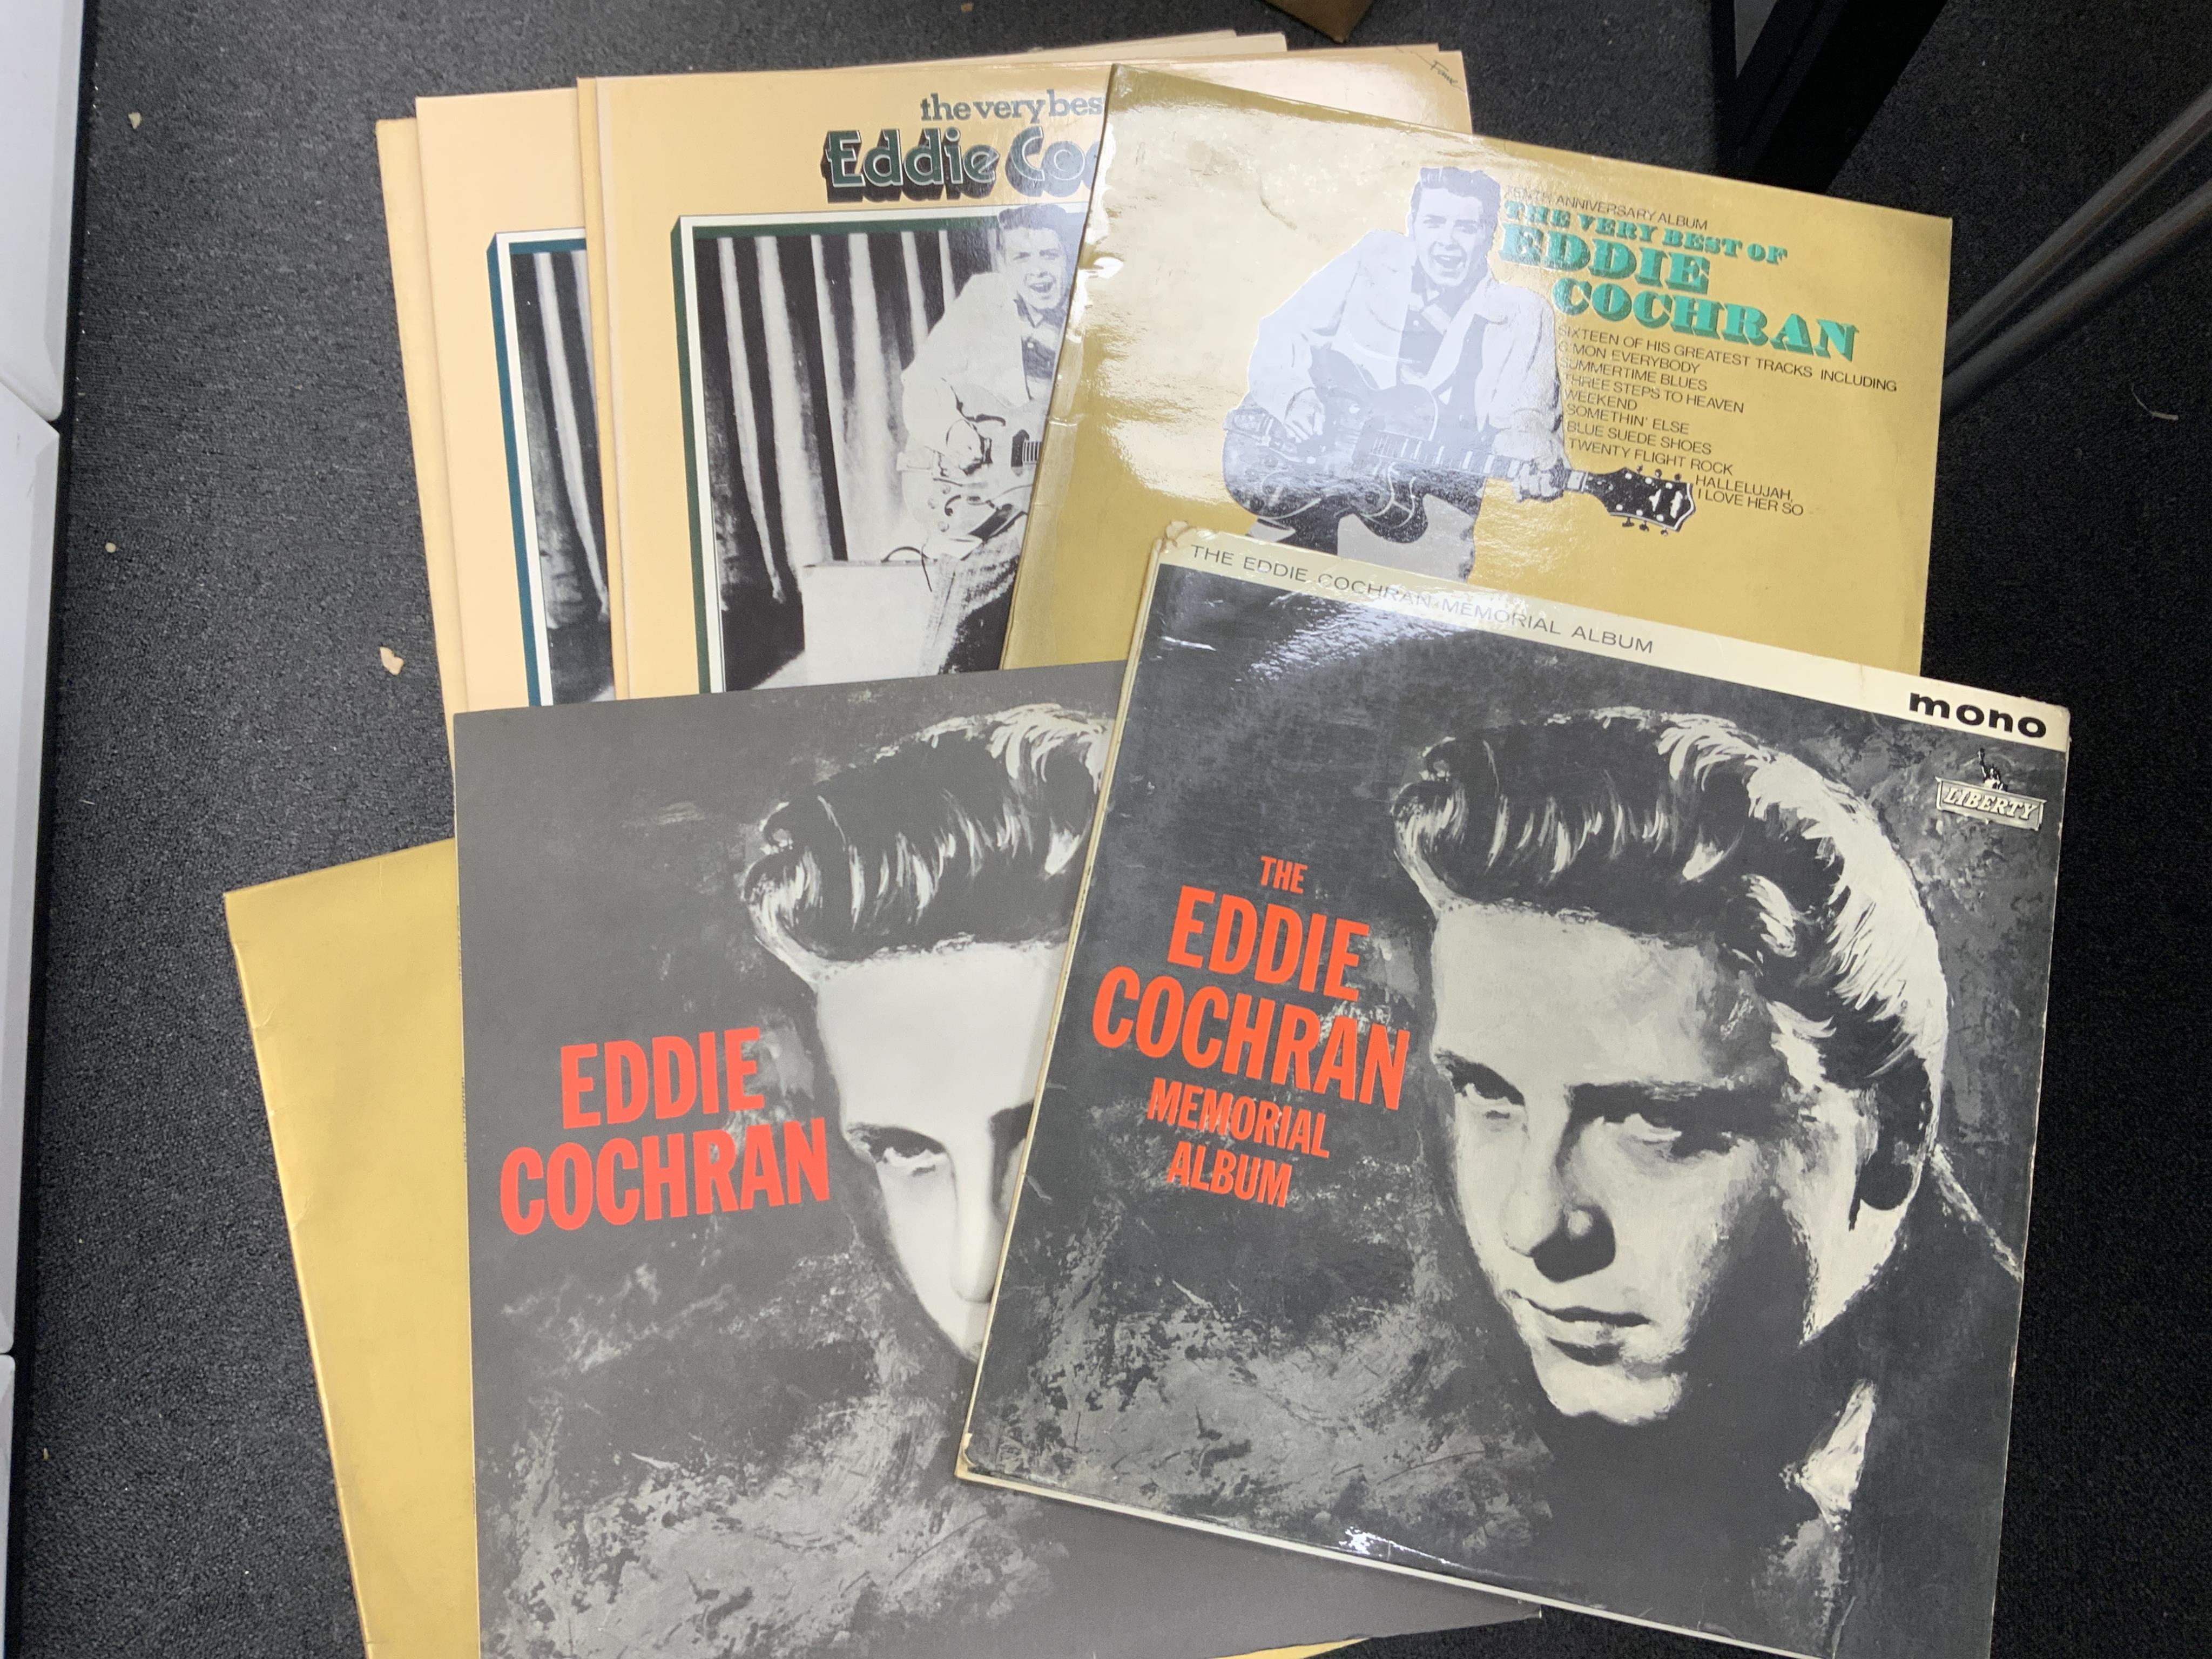 the very bes
Eddie Coc
TENTH ANNIVERSARY ALBUM
THE VERY BEST OF
EDDIE
COCHRAN
SIXTEEN OF HIS GREATEST TRACKS INCLUDING
C'MON EVERYBODY
SUMMERTIME BLUES
THREE STEPS TO HEAVEN
WEEKEND
SOMETHIN' ELSE
BLUE SUEDE SHOES
TWENTY FLIGHT ROCK
HALLELUJAH,
I LOVE HER SO
THE EDDIE COCHRAN MEMORIAL ALBUM
mono
LIBERTY
THE
EDDIE
COCHRAN
MEMORIAL
ALBUM
EDDIE
COCHRAN